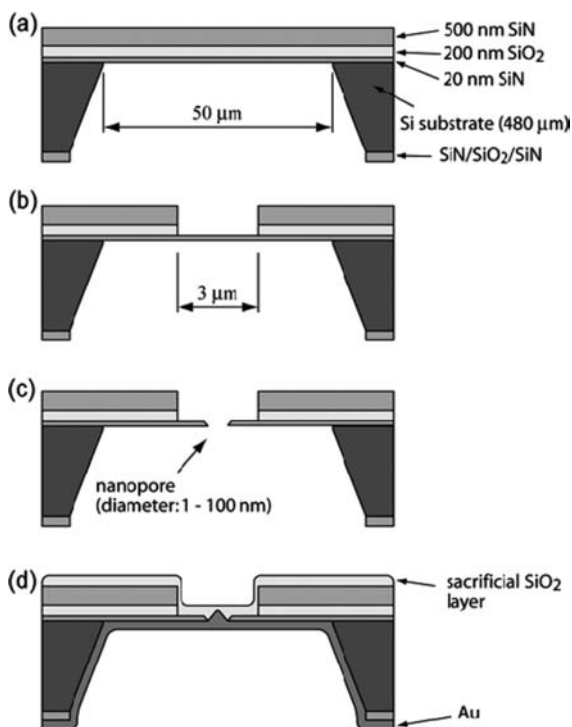 (a)
500 nm SiN
200 nm SiO₂
20 nm SiN
50 μm
Si substrate (480 μm)
SiN/SiO₂/SiN
(b)
3 μm
(c)
nanopore
(diameter:1 - 100 nm)
(d)
sacrificial SiO₂
layer
Au